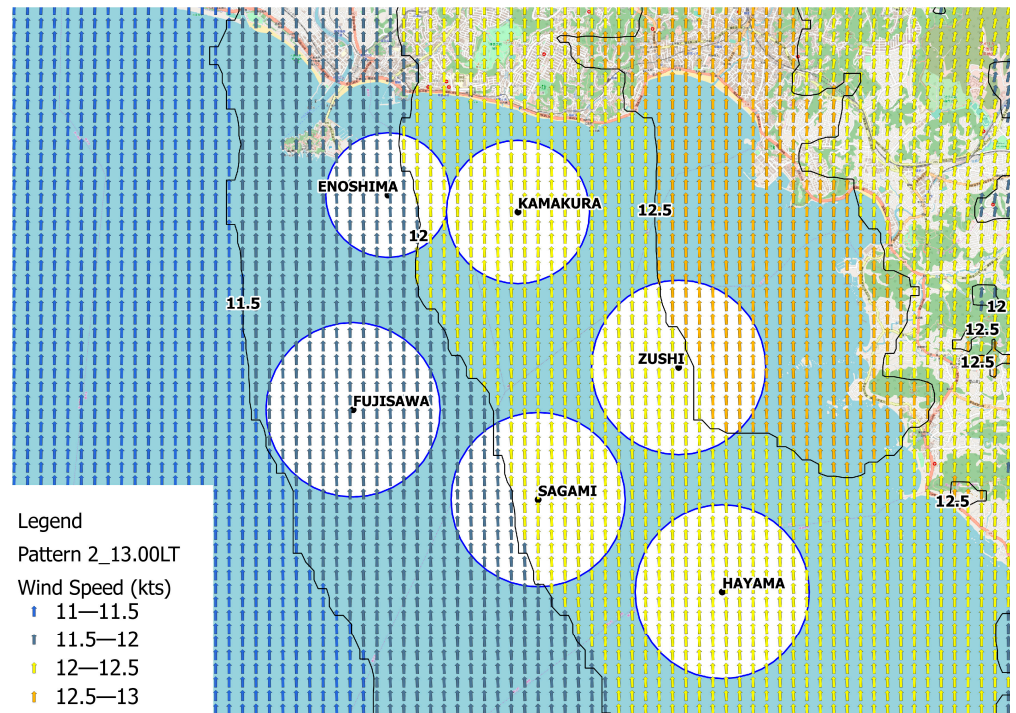 ENOSHIMA
KAMAKURA
12.5
12
11.5
12
12.5
ZUSHI
12.5
FUJISAWA
SAGAMI
12.5
HAYAMA
Legend
Pattern 2_13.00LT
Wind Speed (kts)
11—11.5
11.5—12
12—12.5
12.5—13